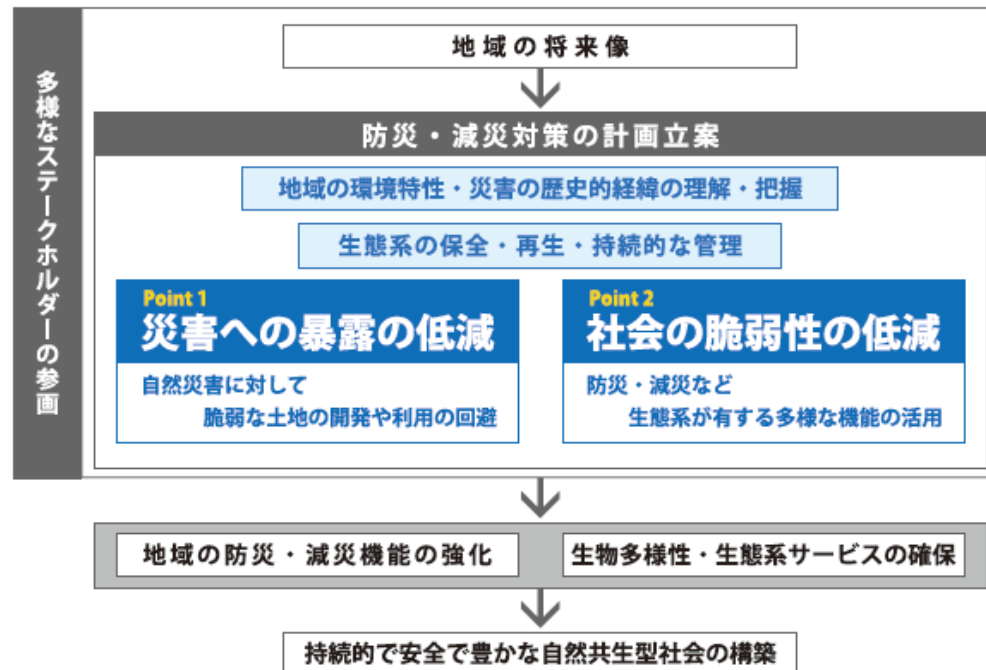 多様なステークホルダーの参画
地域の将来像
防災・減災対策の計画立案
地域の環境特性・災害の歴史的経緯の理解・把握
生態系の保全・再生・持続的な管理
Point 1
災害への暴露の低減
自然災害に対して
脆弱な土地の開発や利用の回避
Point 2
社会の脆弱性の低減
防災・減災など
生態系が有する多様な機能の活用
地域の防災・減災機能の強化
生物多様性・生態系サービスの確保
持続的で安全で豊かな自然共生型社会の構築